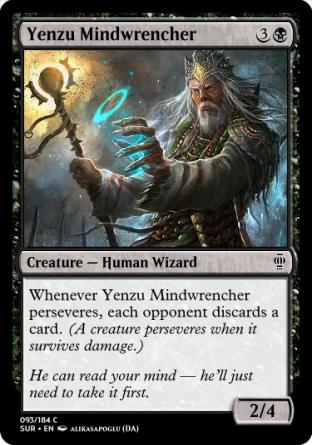 Yenzu Mindwrencher 3
Creature — Human Wizard
Whenever Yenzu Mindwrencher
perseveres, each opponent discards a
card. (A creature perseveres when it
survives damage.)
He can read your mind — he'll just
need to take it first.
2/4
093/184 C
SUR • EN ALIKASAPOGLU (DA)